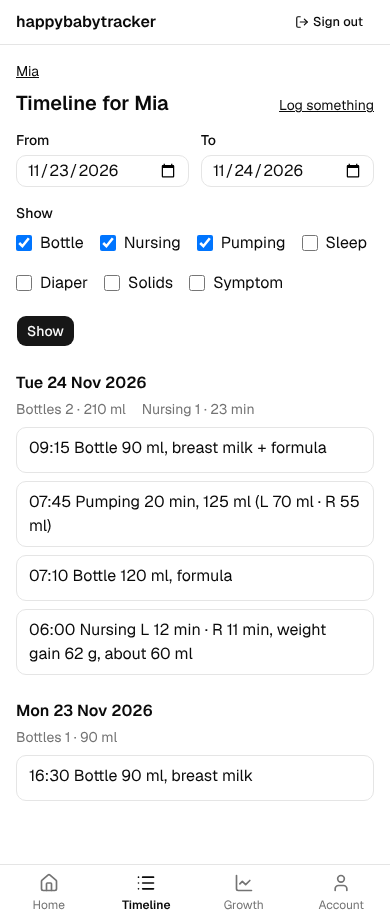 happybabytracker
Sign out
Mia
Timeline for Mia
Log something
From
To
11/23/2026
11/24/2026
Show
Bottle
Nursing
Pumping
Sleep
Diaper
Solids
Symptom
Show
Tue 24 Nov 2026
Bottles 2 · 210 ml Nursing 1 · 23 min
09:15 Bottle 90 ml, breast milk + formula
07:45 Pumping 20 min, 125 ml (L 70 ml · R 55
ml)
07:10 Bottle 120 ml, formula
06:00 Nursing L 12 min · R 11 min, weight
gain 62 g, about 60 ml
Mon 23 Nov 2026
Bottles 1 · 90 ml
16:30 Bottle 90 ml, breast milk
Home
Timeline
Growth
Account